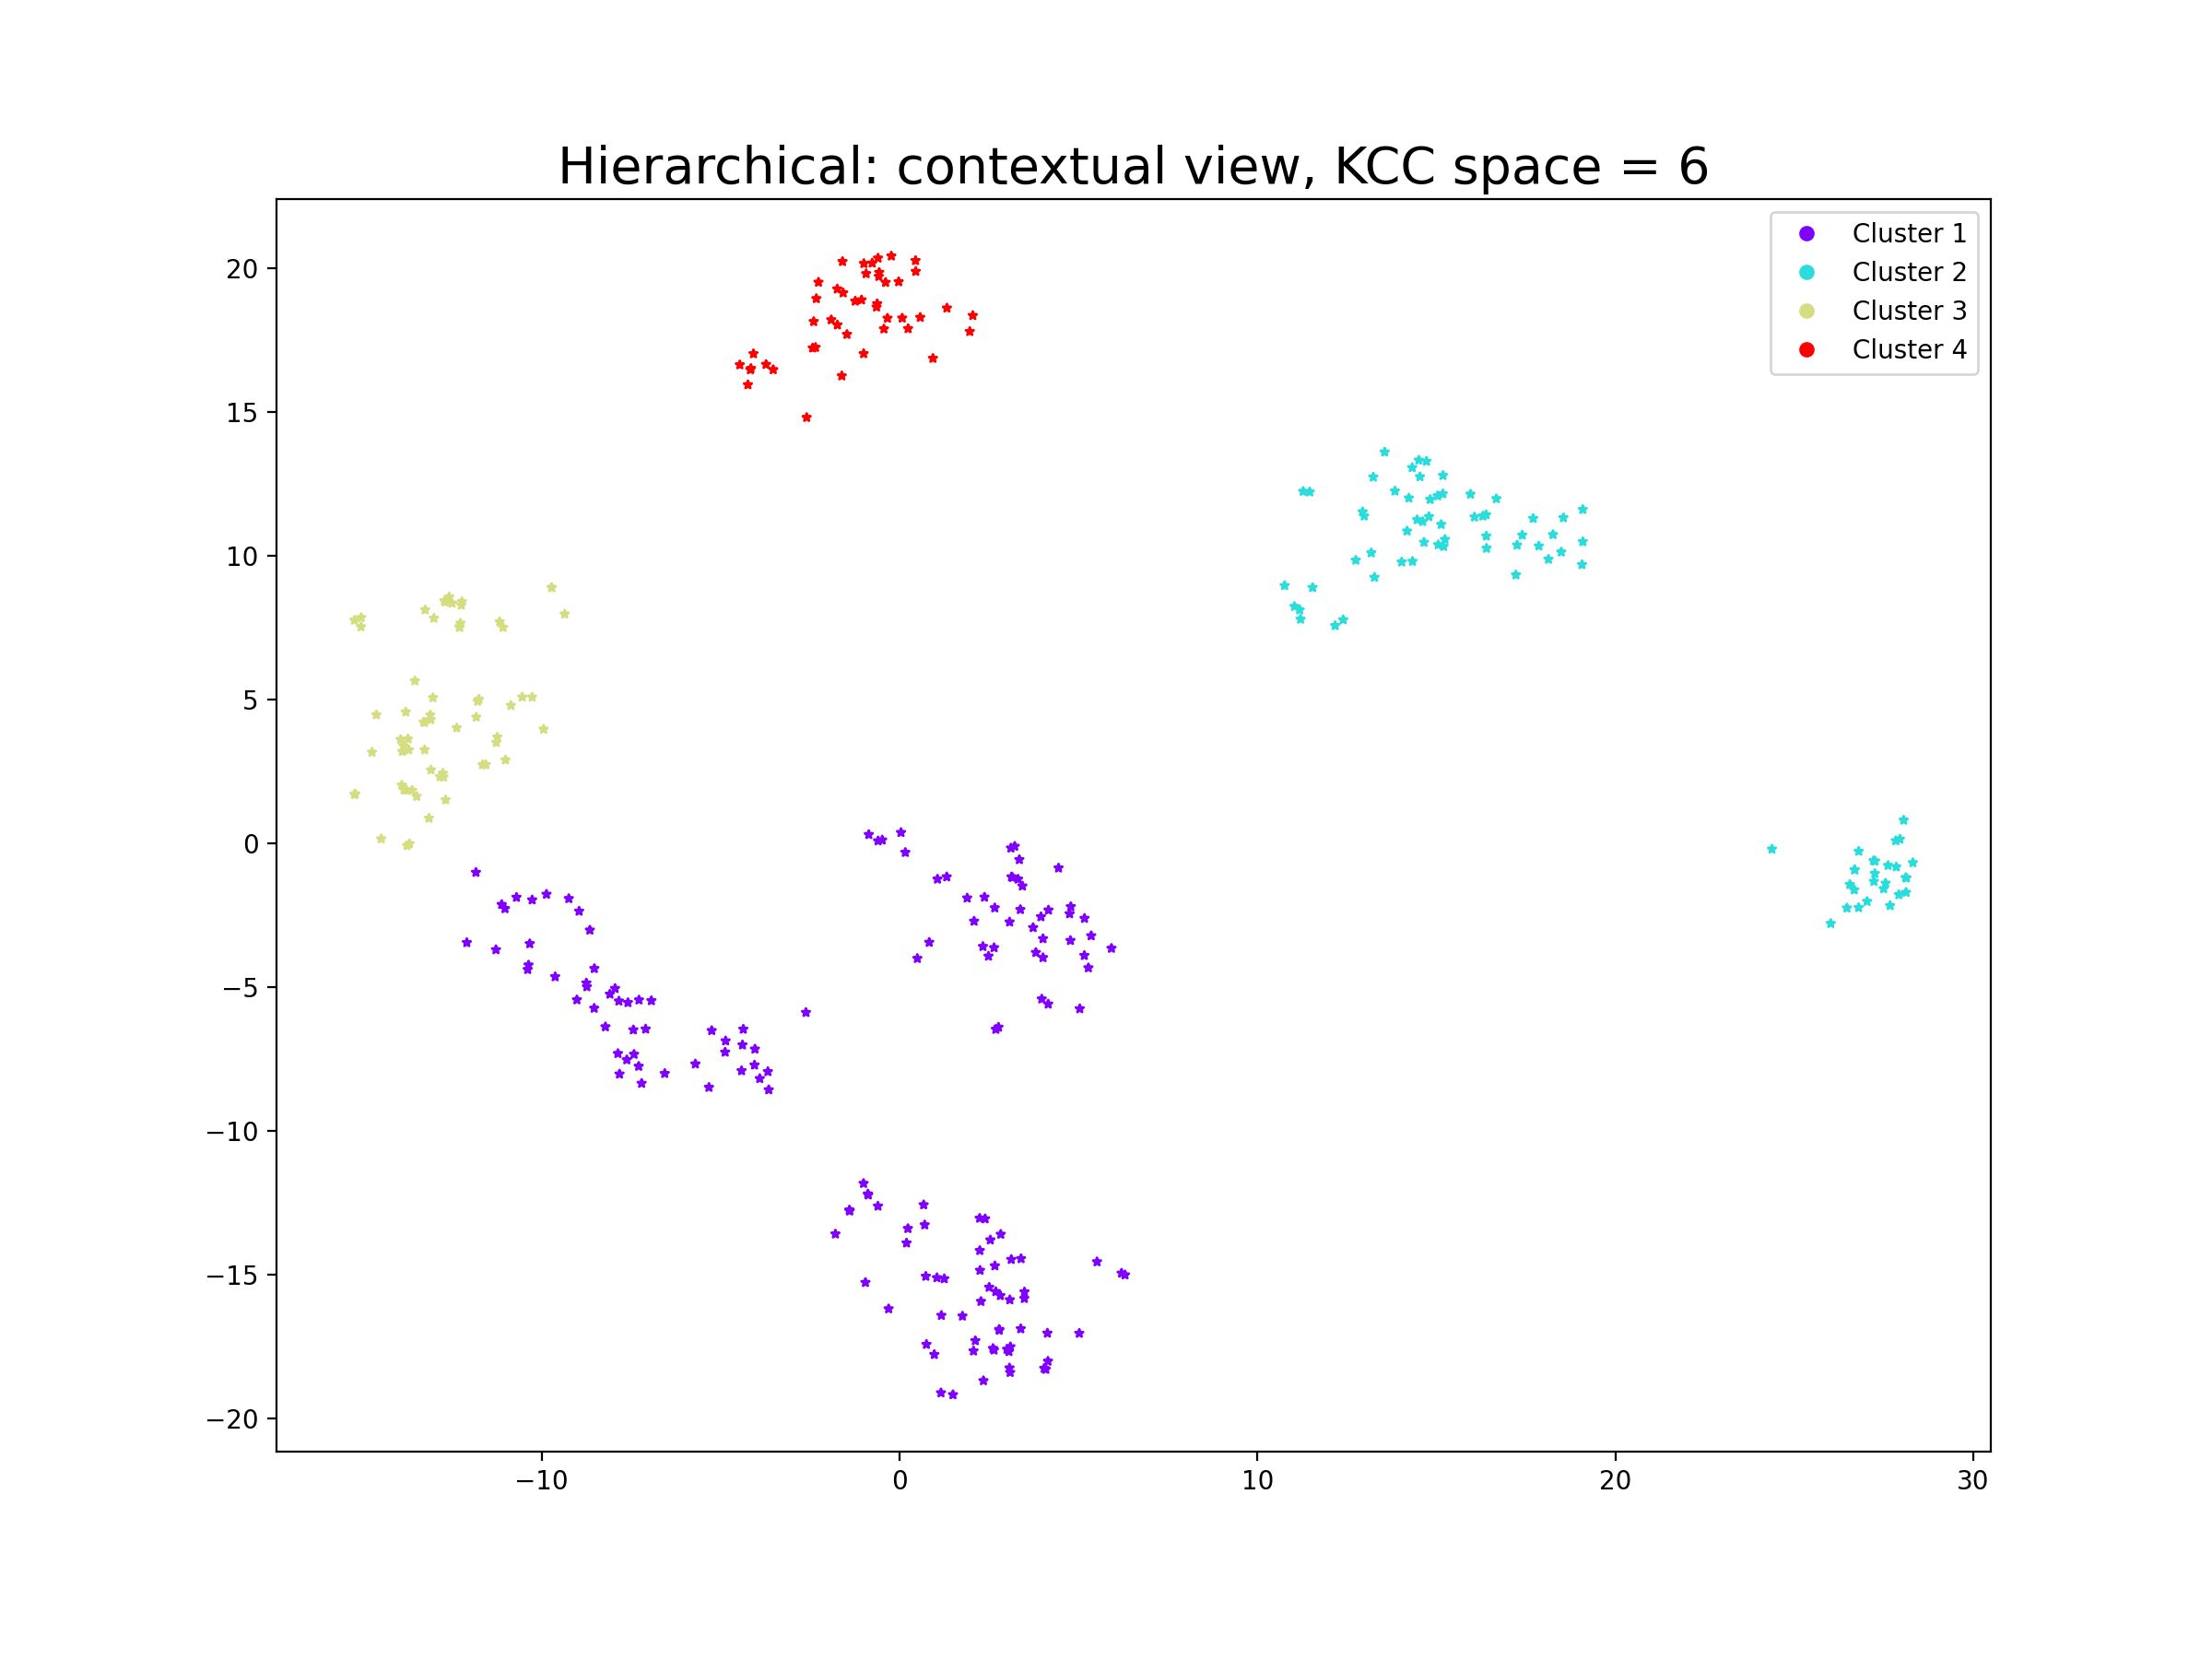 Hierarchical: contextual view, KCC space = 6
Cluster 1
Cluster 2
Cluster 3
Cluster 4
20
15
10
5
0
−5
−10
−15
−20
−10 0 10 20 30